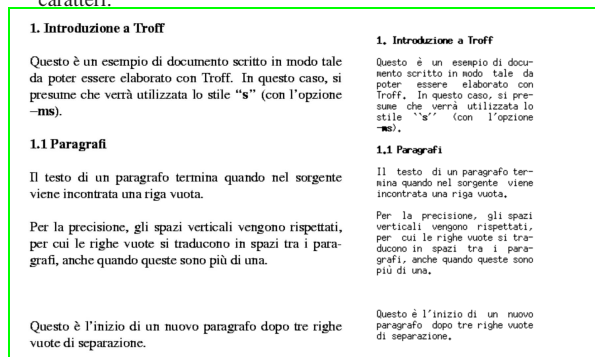 caratteri.
1. Introduzione a Troff
Questo è un esempio di documento scritto in modo tale
da poter essere elaborato con Troff. In questo caso, si
presume che verrà utilizzata lo stile “s” (con l’opzione
–ms).
1.1 Paragrafi
Il testo di un paragrafo termina quando nel sorgente
viene incontrata una riga vuota.
Per la precisione, gli spazi verticali vengono rispettati,
per cui le righe vuote si traducono in spazi tra i para-
grafi, anche quando queste sono più di una.
Questo è l’inizio di un nuovo paragrafo dopo tre righe
vuote di separazione.
1. Introduzione a Troff
Questo è un esempio di docu-
mento scritto in modo tale da
poter essere elaborato con
Troff. In questo caso, si pre-
sume che verrà utilizzata lo
stile ``s'' (con l'opzione
-ms).
1.1 Paragrafi
Il testo di un paragrafo ter-
mina quando nel sorgente viene
incontrata una riga vuota.
Per la precisione, gli spazi
verticali vengono rispettati,
per cui le righe vuote si tra-
ducono in spazi tra i para-
grafi, anche quando queste sono
più di una.
Questo è l'inizio di un nuovo
paragrafo dopo tre righe vuote
di separazione.